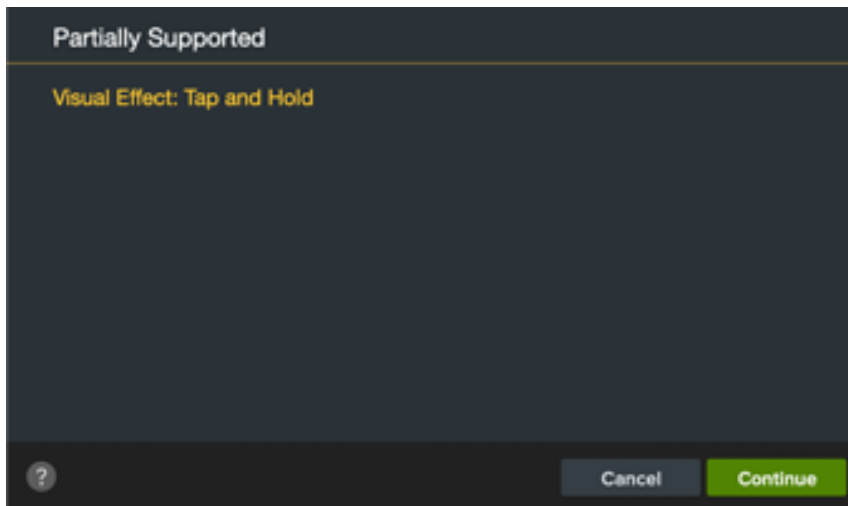 Partially Supported
Visual Effect: Tap and Hold
?
Cancel
Continue